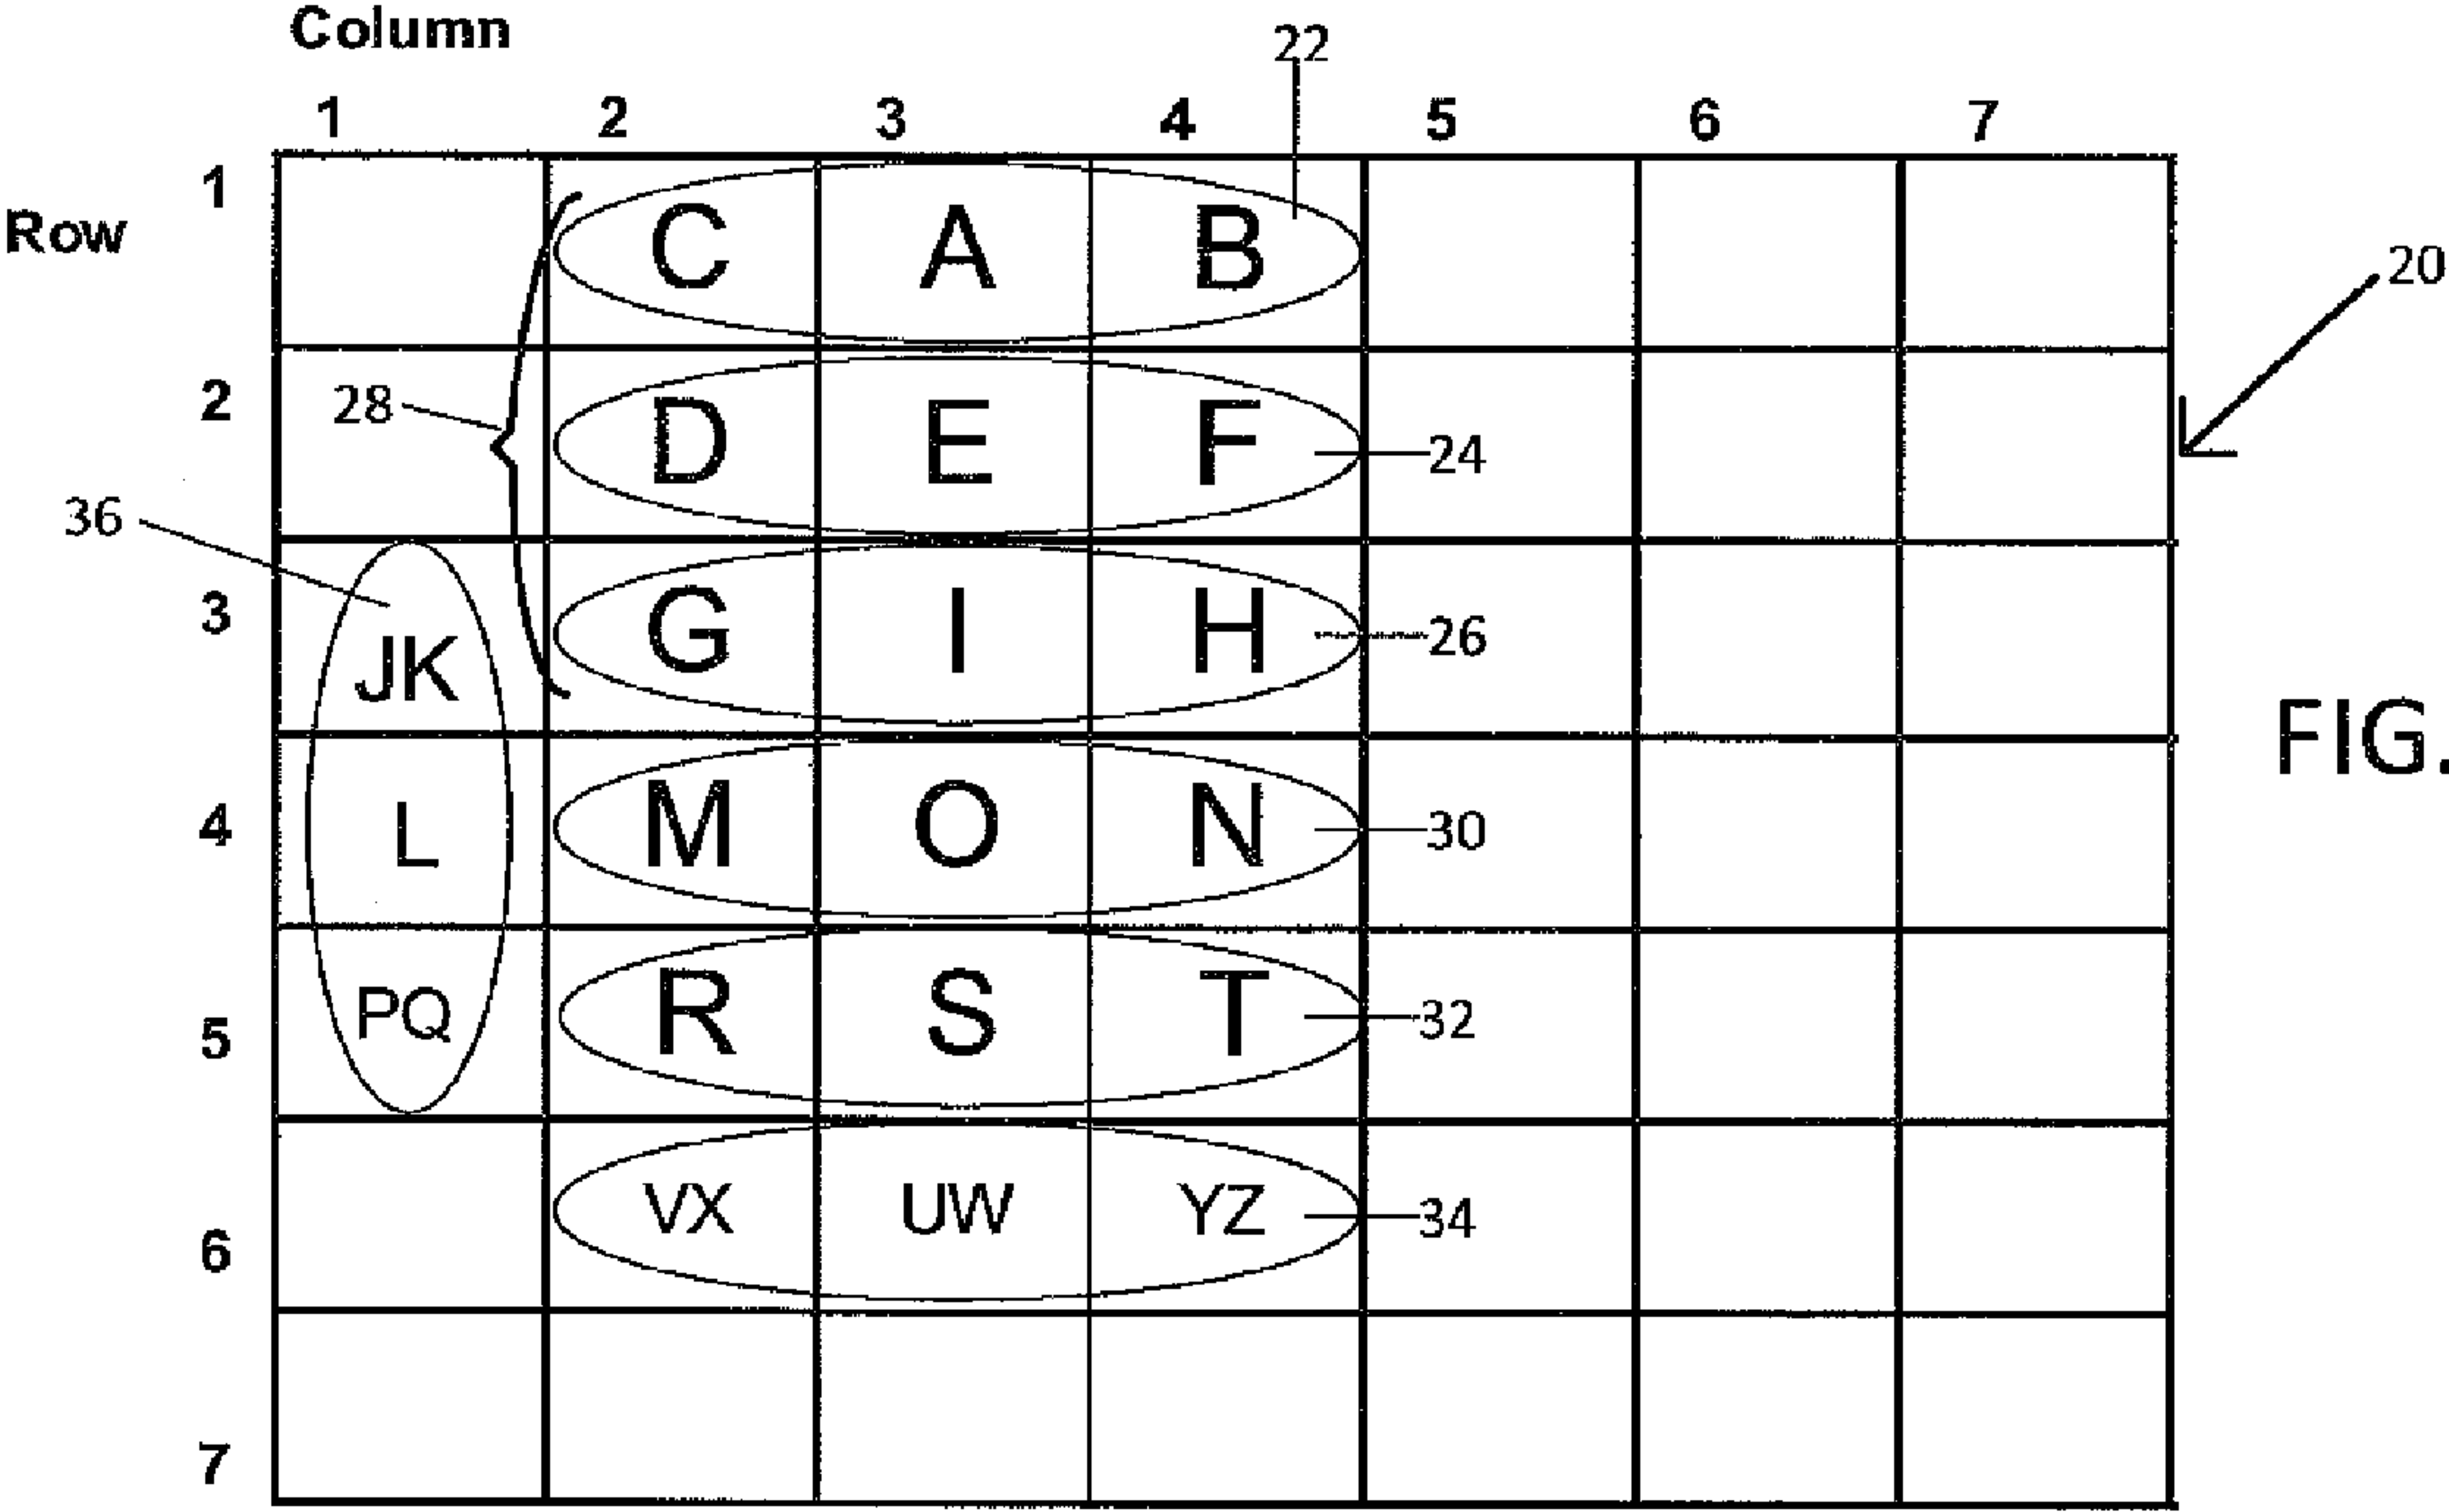 Column
22
1 2 3 4 5 6 7
1
Row
C A B
20
2
28
D E F
24
36
3
JK
G I H
26
FIG.
4
L
M O N
30
5
PQ
R S T
32
6
VX UW YZ
34
7